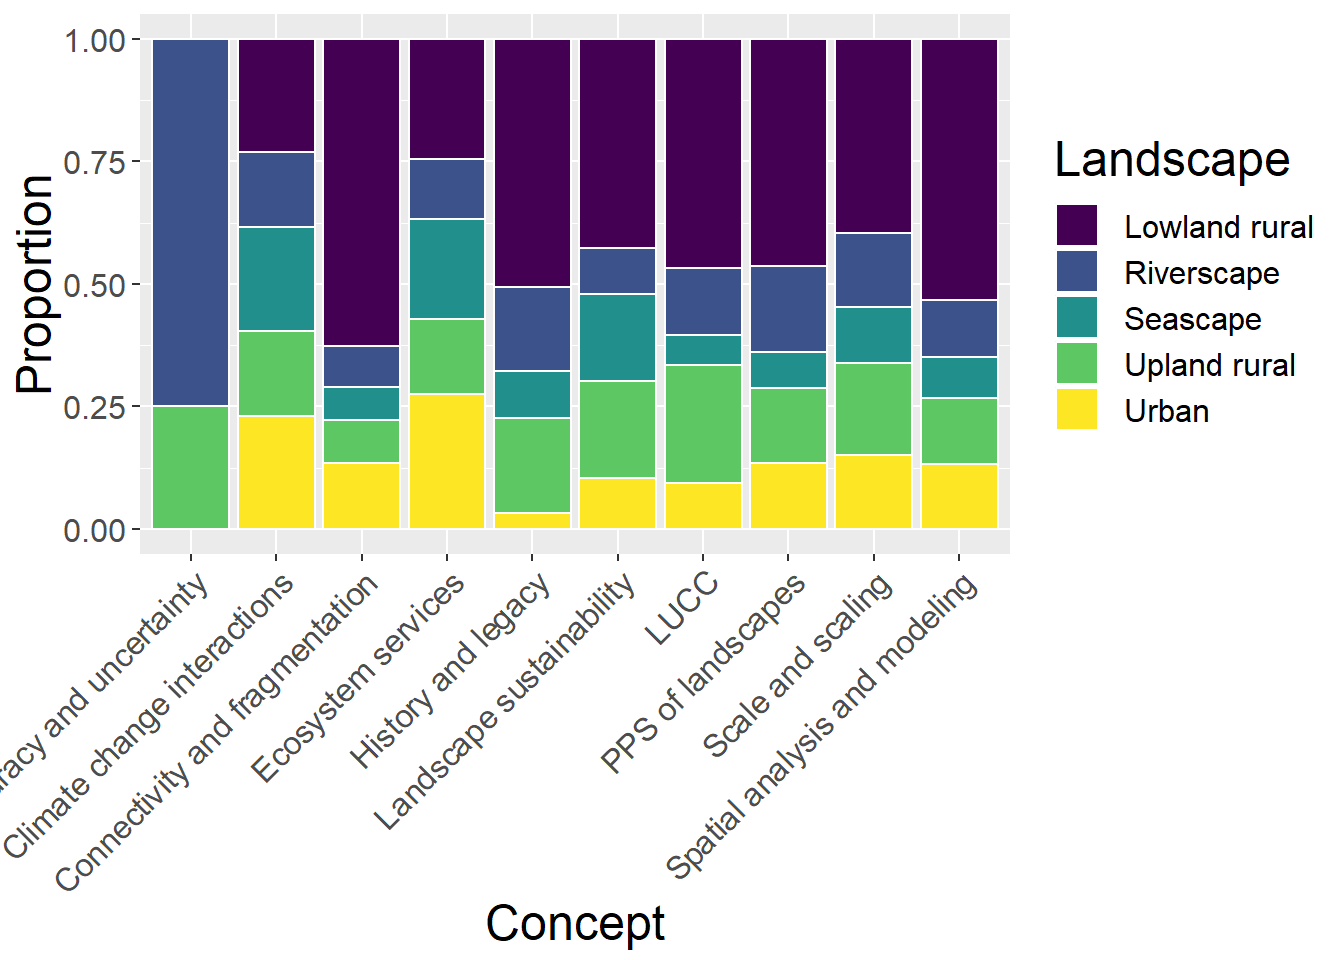 Proportion
1.00
0.75
0.50
0.25
0.00
and uncertainty
Climate change interactions
Connectivity and fragmentation
Ecosystem services
History and legacy
Landscape sustainability
LUCC
PPS of landscapes
Scale and scaling
Spatial analysis and modeling
Concept
Landscape
Lowland rural
Riverscape
Seascape
Upland rural
Urban